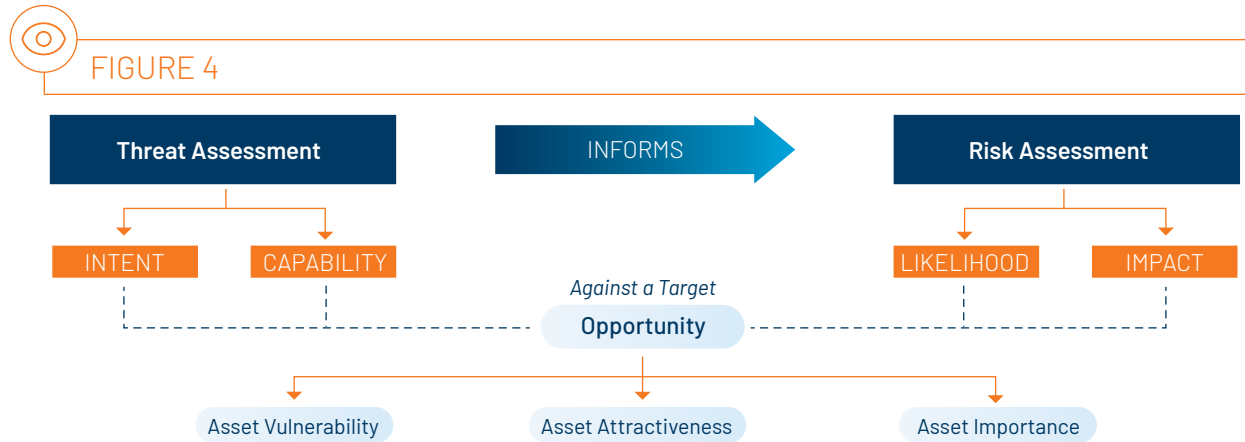 FIGURE 4
Threat Assessment
INFORMS
Risk Assessment
INTENT
CAPABILITY
LIKELIHOOD
IMPACT
Against a Target
Opportunity
Asset Vulnerability
Asset Attractiveness
Asset Importance